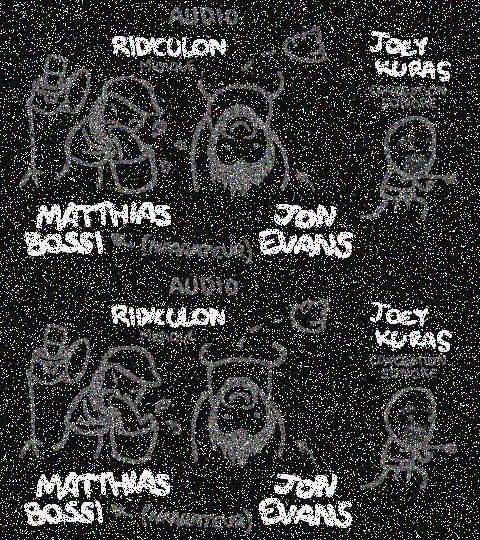 AUDIO
RIDICULON
JOEY
KURAS
MATTHIAS
BOSSI
JON
EVANS
AUDIO
RIDICULON
JOEY
KURAS
MATTHIAS
BOSSI
JON
EVANS